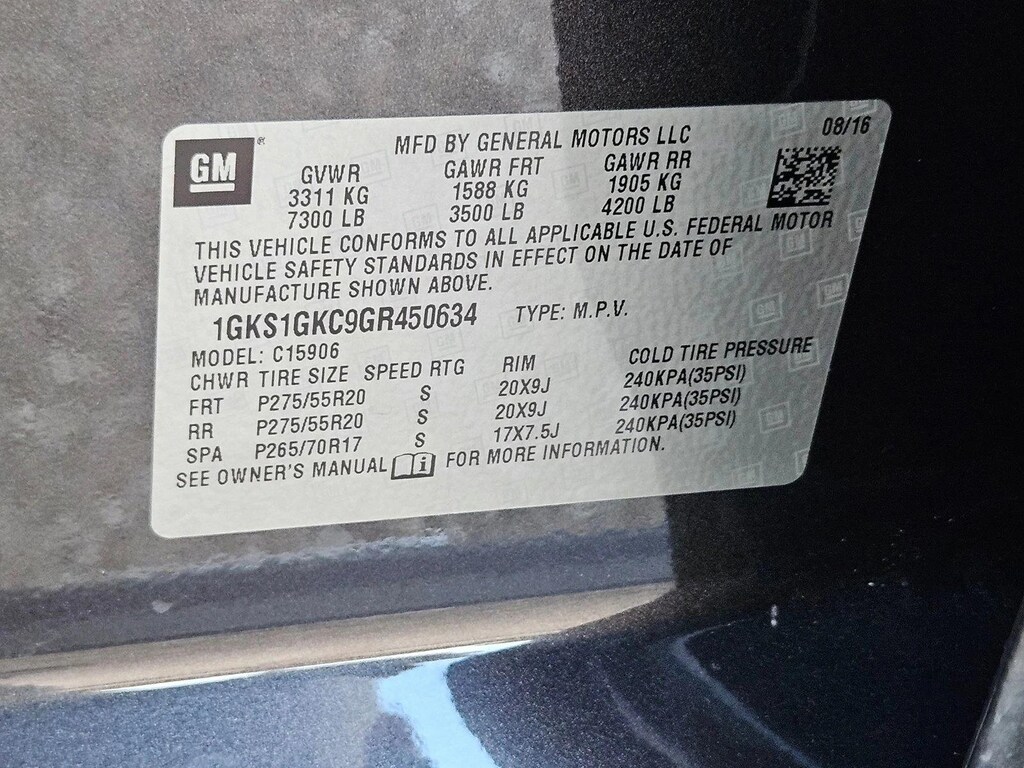 GM
MFD BY GENERAL MOTORS LLC
08/16
GVWR GAWR FRT GAWR RR
3311 KG 1588 KG 1905 KG
7300 LB 3500 LB 4200 LB
THIS VEHICLE CONFORMS TO ALL APPLICABLE U.S. FEDERAL MOTOR
VEHICLE SAFETY STANDARDS IN EFFECT ON THE DATE OF
MANUFACTURE SHOWN ABOVE.
1GKS1GKC9GR450634 TYPE: M.P.V.
MODEL: C15906
CHWR TIRE SIZE SPEED RTG RIM COLD TIRE PRESSURE
FRT P275/55R20 S 20X9J 240KPA(35PSI)
RR P275/55R20 S 20X9J 240KPA(35PSI)
SPA P265/70R17 S 17X7.5J 240KPA(35PSI)
SEE OWNER'S MANUAL FOR MORE INFORMATION.